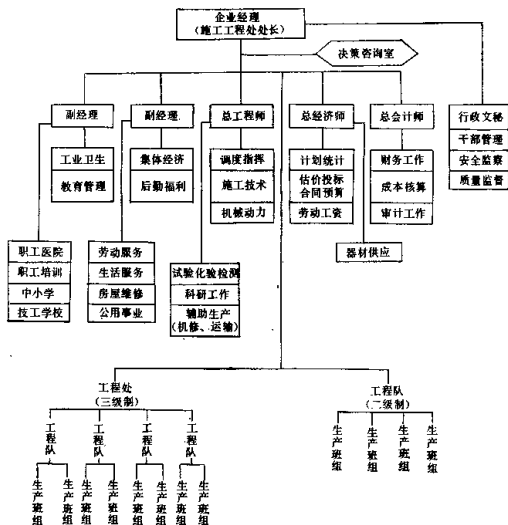 企业经理
(施工工程处处长)
决策咨询室
副经理
副经理
总工程师
总经济师
总会计师
行政文秘
干部管理
安全监察
质量监督
工业卫生
教育管理
集体经济
后勤福利
调度指挥
施工技术
机械动力
计划统计
估价投标
合同预算
劳动工资
财务工作
成本核算
审计工作
职工医院
职工培训
中小学
技工学校
劳动服务
生活服务
房屋维修
公用事业
试验化验检测
科研工作
辅助生产
(机修、运输)
器材供应
工程处
(三级制)
工程队
(二级制)
工程队
工程队
工程队
工程队
生产班组
生产班组
生产班组
生产班组
生产班组
生产班组
生产班组
生产班组
生产班组
生产班组
生产班组
生产班组